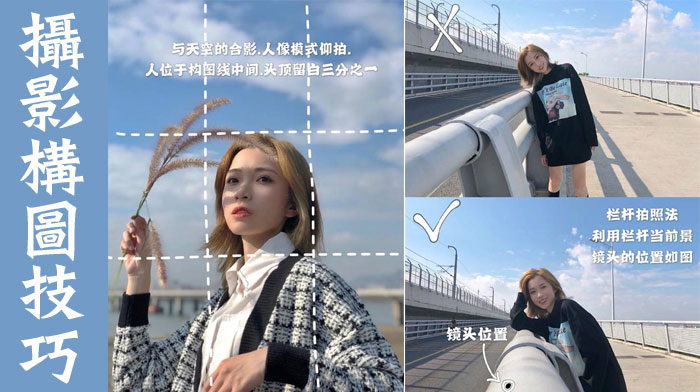 攝影構圖技巧
与天空的合影.人像模式仰拍.
人位于构图线中间.头顶留白三分之一
栏杆拍照法
利用栏杆当前景
镜头的位置如图
镜头位置